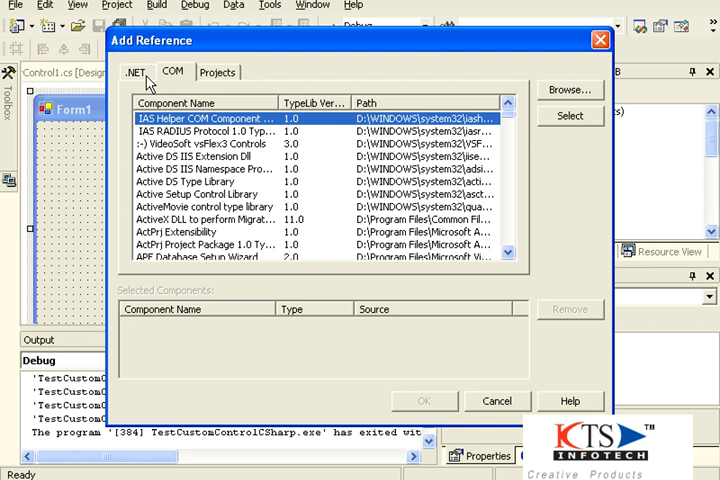 File Edit View Project Build Debug Data Tools Window Help
Debug
Add Reference
Control1.cs [Design
.NET COM Projects
Toolbox
Form1
Component Name TypeLib Ver... Path
Browse...
IAS Helper COM Component ... 1.0 D:\WINDOWS\system32\iash...
Select
IAS RADIUS Protocol 1.0 Typ... 1.0 D:\WINDOWS\system32\iasr...
:-) VideoSoft vsFlex3 Controls 3.0 D:\WINDOWS\system32\VSF...
Active DS IIS Extension Dll 1.0 D:\WINDOWS\system32\iise...
Active DS IIS Namespace Pro... 1.0 D:\WINDOWS\system32\adsi...
Active DS Type Library 1.0 D:\WINDOWS\system32\acti...
Active Setup Control Library 1.0 D:\WINDOWS\system32\asct...
ActiveMovie control type library 1.0 D:\WINDOWS\system32\qua...
ActiveX DLL to perform Migrat... 11.0 D:\Program Files\Common Fil...
ActPrj Extensibility 1.0 D:\Program Files\Microsoft A...
ActPrj Project Package 1.0 Ty... 1.0 D:\Program Files\Microsoft A...
APE Database Setup Wizard 2.0 D:\Program Files\Microsoft Vi...
Resource View
Selected Components:
Component Name Type Source
Remove
Output
Debug
'TestCustomC
'TestCustomC
'TestCustomC
'TestCustomC
OK Cancel Help
The program '[384] TestCustomControlCSharp.exe' has exited wit
Properties
KTS™
INFOTECH
Creative Products
Ready